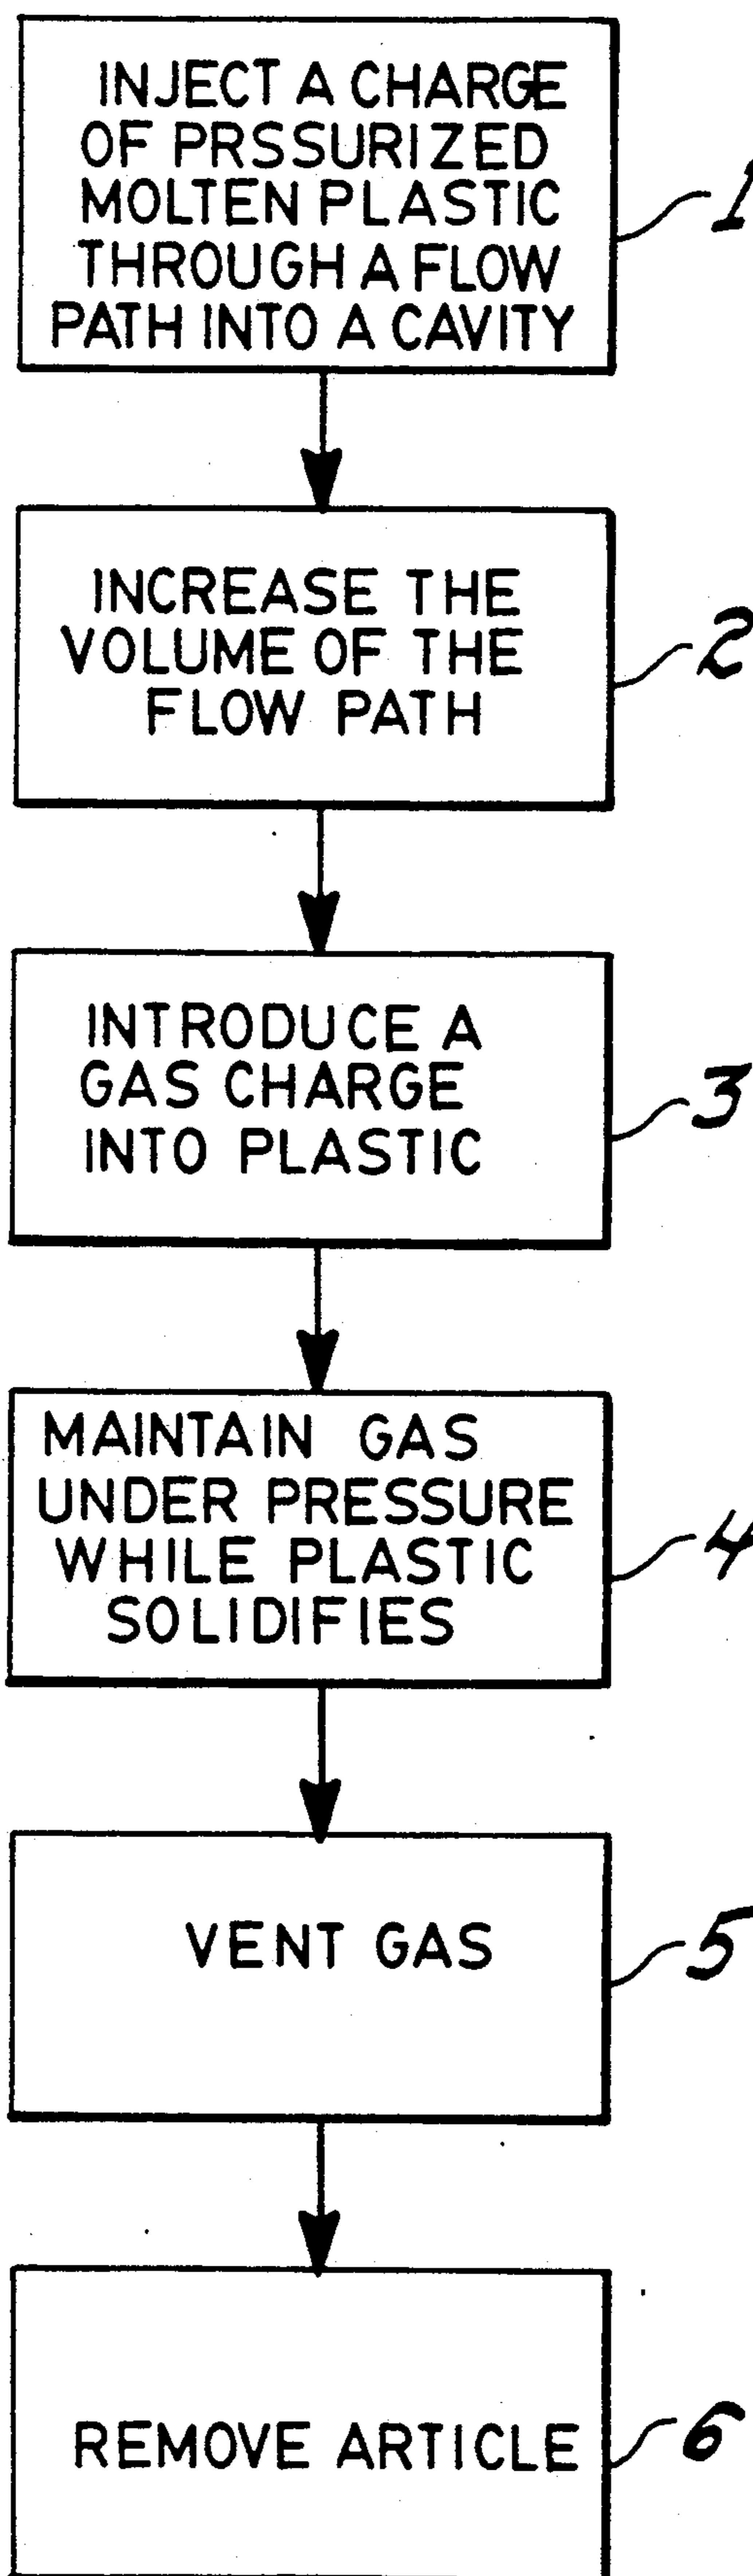 INJECT A CHARGE
OF PRSSURIZED
MOLTEN PLASTIC
THROUGH A FLOW
PATH INTO A CAVITY
1
INCREASE THE
VOLUME OF THE
FLOW PATH
2
INTRODUCE A
GAS CHARGE
INTO PLASTIC
3
MAINTAIN GAS
UNDER PRESSURE
WHILE PLASTIC
SOLIDIFIES
4
VENT GAS
5
REMOVE ARTICLE
6